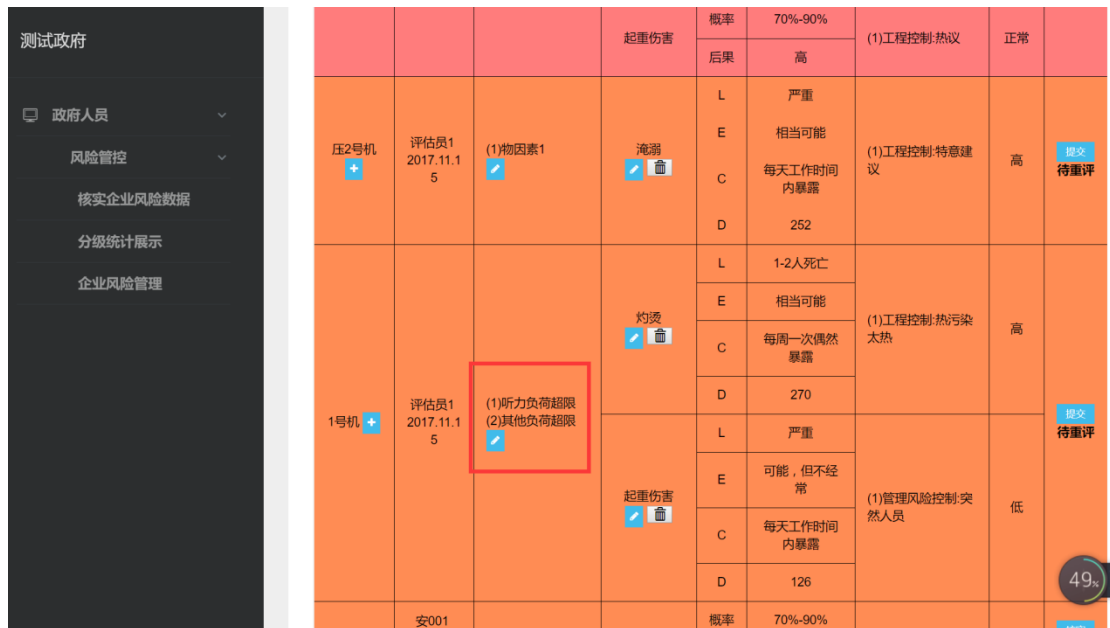 测试政府
政府人员
风险管控
核实企业风险数据
分级统计展示
企业风险管理
起重伤害
概率
70%-90%
后果
高
(1)工程控制:热议
正常
压2号机
评估员1
2017.11.1
5
(1)物因素1
淹溺
L
严重
E
相当可能
C
每天工作时间
内暴露
D
252
(1)工程控制:特意建
议
高
提交
待重评
1号机
评估员1
2017.11.1
5
(1)听力负荷超限
(2)其他负荷超限
灼烫
L
1-2人死亡
E
相当可能
C
每周一次偶然
暴露
D
270
(1)工程控制:热污染
太热
高
起重伤害
L
严重
E
可能，但不经
常
C
每天工作时间
内暴露
D
126
(1)管理风险控制:突
然人员
低
提交
待重评
49%
安001
概率
70%-90%